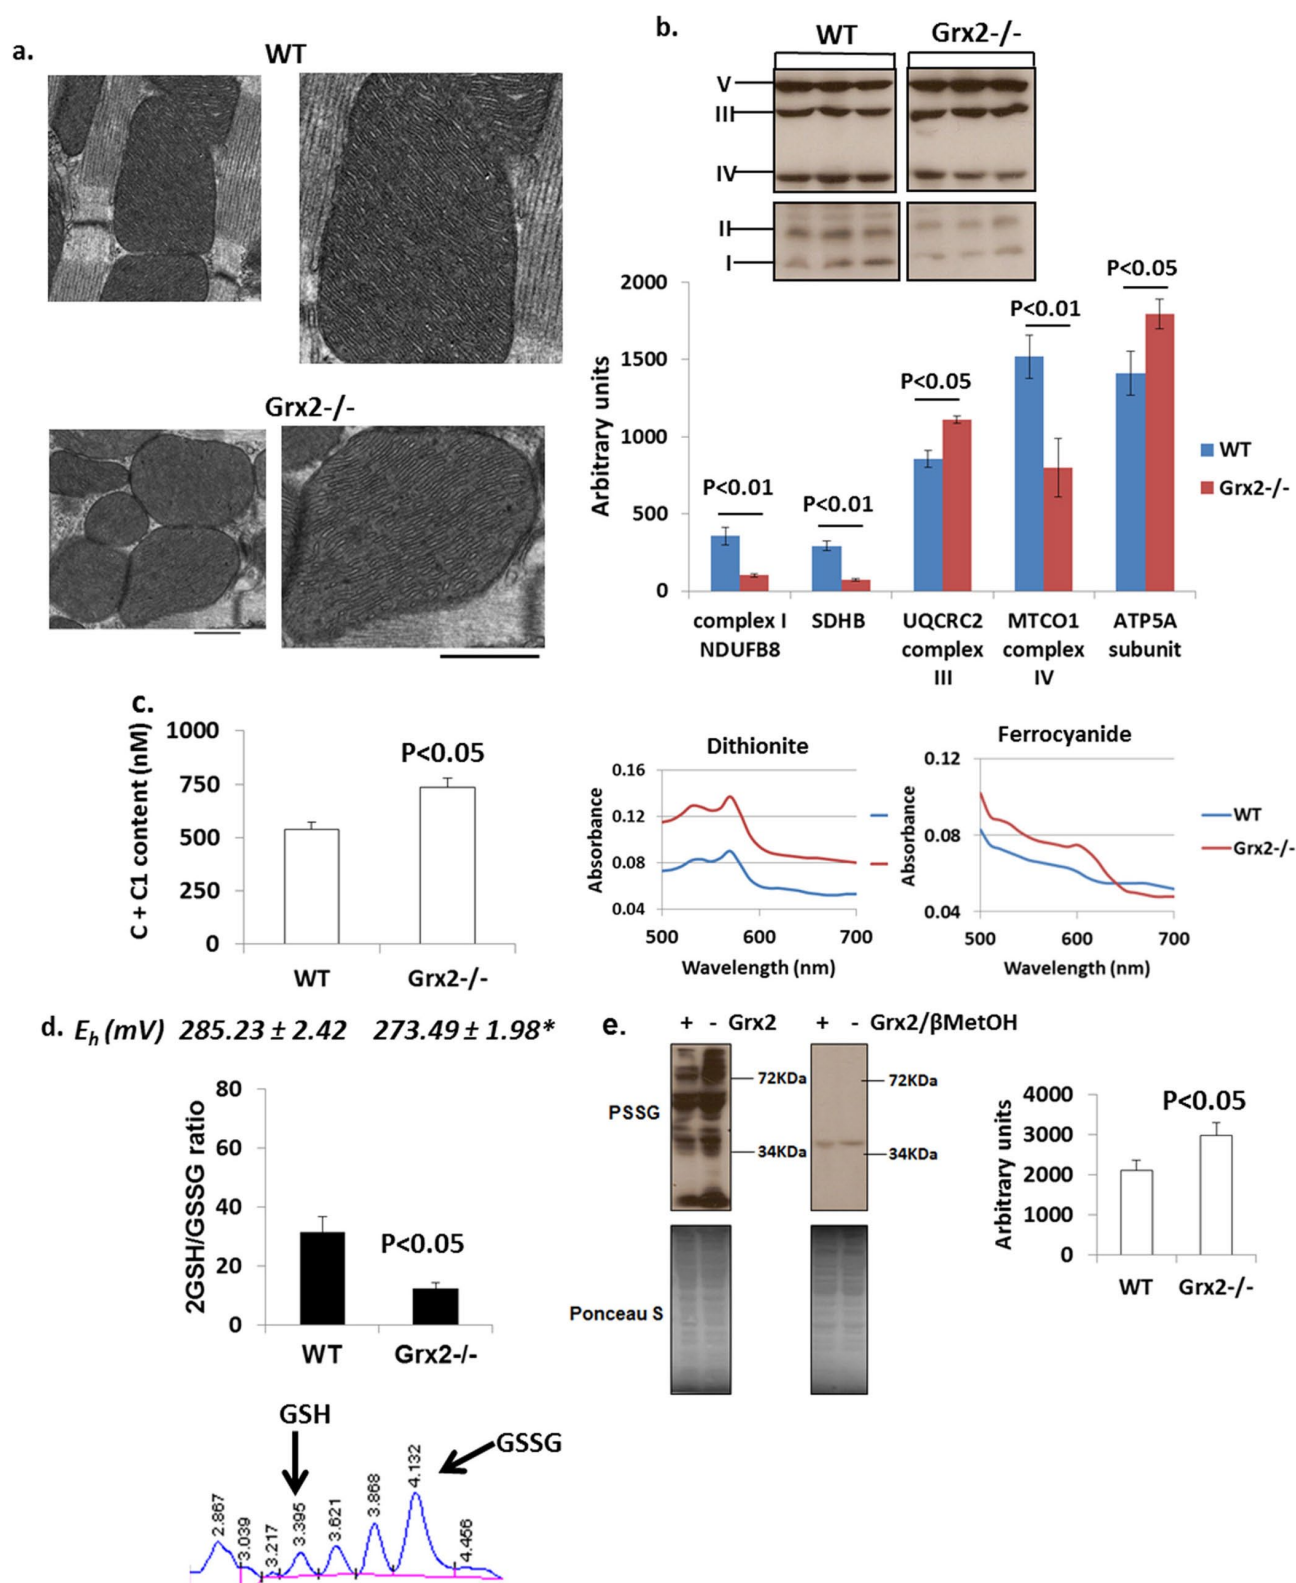 a.
WT
Grx2-/-
b.
WT Grx2-/-
V
III
IV
II
I
P<0.01
P<0.01
P<0.05
P<0.01
P<0.05
Arbitrary units
2000
1500
1000
500
0
complex I SDHB UQCRC2 MTCO1 ATP5A
NDUFB8 complex complex subunit
III IV
WT
Grx2-/-
c.
C + C1 content (nM)
1000
750
500
250
0
P<0.05
WT Grx2-/-
Dithionite
Absorbance
0.16
0.12
0.08
0.04
500 600 700
Wavelength (nm)
Ferrocyanide
Absorbance
0.12
0.08
0.04
500 600 700
Wavelength (nm)
WT
Grx2-/-
d. Eh (mV) 285.23 ± 2.42 273.49 ± 1.98*
2GSH/GSSG ratio
80
60
40
20
0
P<0.05
WT Grx2-/-
GSH
GSSG
2.867
3.039
3.217
3.395
3.621
3.868
4.132
4.456
e. + - Grx2 + - Grx2/βMetOH
PSSG
72KDa
34KDa
72KDa
34KDa
Ponceau S
Arbitrary units
4000
3000
2000
1000
0
P<0.05
WT Grx2-/-